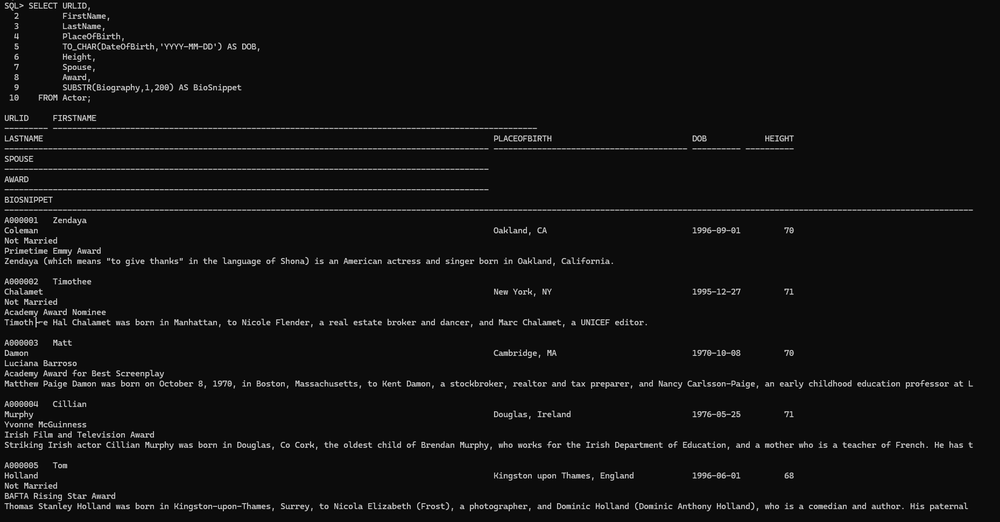 SQL> SELECT URLID,
  2         FirstName,
  3         LastName,
  4         PlaceOfBirth,
  5         TO_CHAR(DateOfBirth,'YYYY-MM-DD') AS DOB,
  6         Height,
  7         Spouse,
  8         Award,
  9         SUBSTR(Biography,1,200) AS BioSnippet
 10    FROM Actor;
URLID     FIRSTNAME
LASTNAME PLACEOFBIRTH DOB HEIGHT
SPOUSE
AWARD
BIOSNIPPET
A000001   Zendaya
Coleman Oakland, CA 1996-09-01 70
Not Married
Primetime Emmy Award
Zendaya (which means "to give thanks" in the language of Shona) is an American actress and singer born in Oakland, California.
A000002   Timothee
Chalamet New York, NY 1995-12-27 71
Not Married
Academy Award Nominee
Timoth├⌐e Hal Chalamet was born in Manhattan, to Nicole Flender, a real estate broker and dancer, and Marc Chalamet, a UNICEF editor.
A000003   Matt
Damon Cambridge, MA 1970-10-08 70
Luciana Barroso
Academy Award for Best Screenplay
Matthew Paige Damon was born on October 8, 1970, in Boston, Massachusetts, to Kent Damon, a stockbroker, realtor and tax preparer, and Nancy Carlsson-Paige, an early childhood education professor at L
A000004   Cillian
Murphy Douglas, Ireland 1976-05-25 71
Yvonne McGuinness
Irish Film and Television Award
Striking Irish actor Cillian Murphy was born in Douglas, Co Cork, the oldest child of Brendan Murphy, who works for the Irish Department of Education, and a mother who is a teacher of French. He has t
A000005   Tom
Holland Kingston upon Thames, England 1996-06-01 68
Not Married
BAFTA Rising Star Award
Thomas Stanley Holland was born in Kingston-upon-Thames, Surrey, to Nicola Elizabeth (Frost), a photographer, and Dominic Holland (Dominic Anthony Holland), who is a comedian and author. His paternal